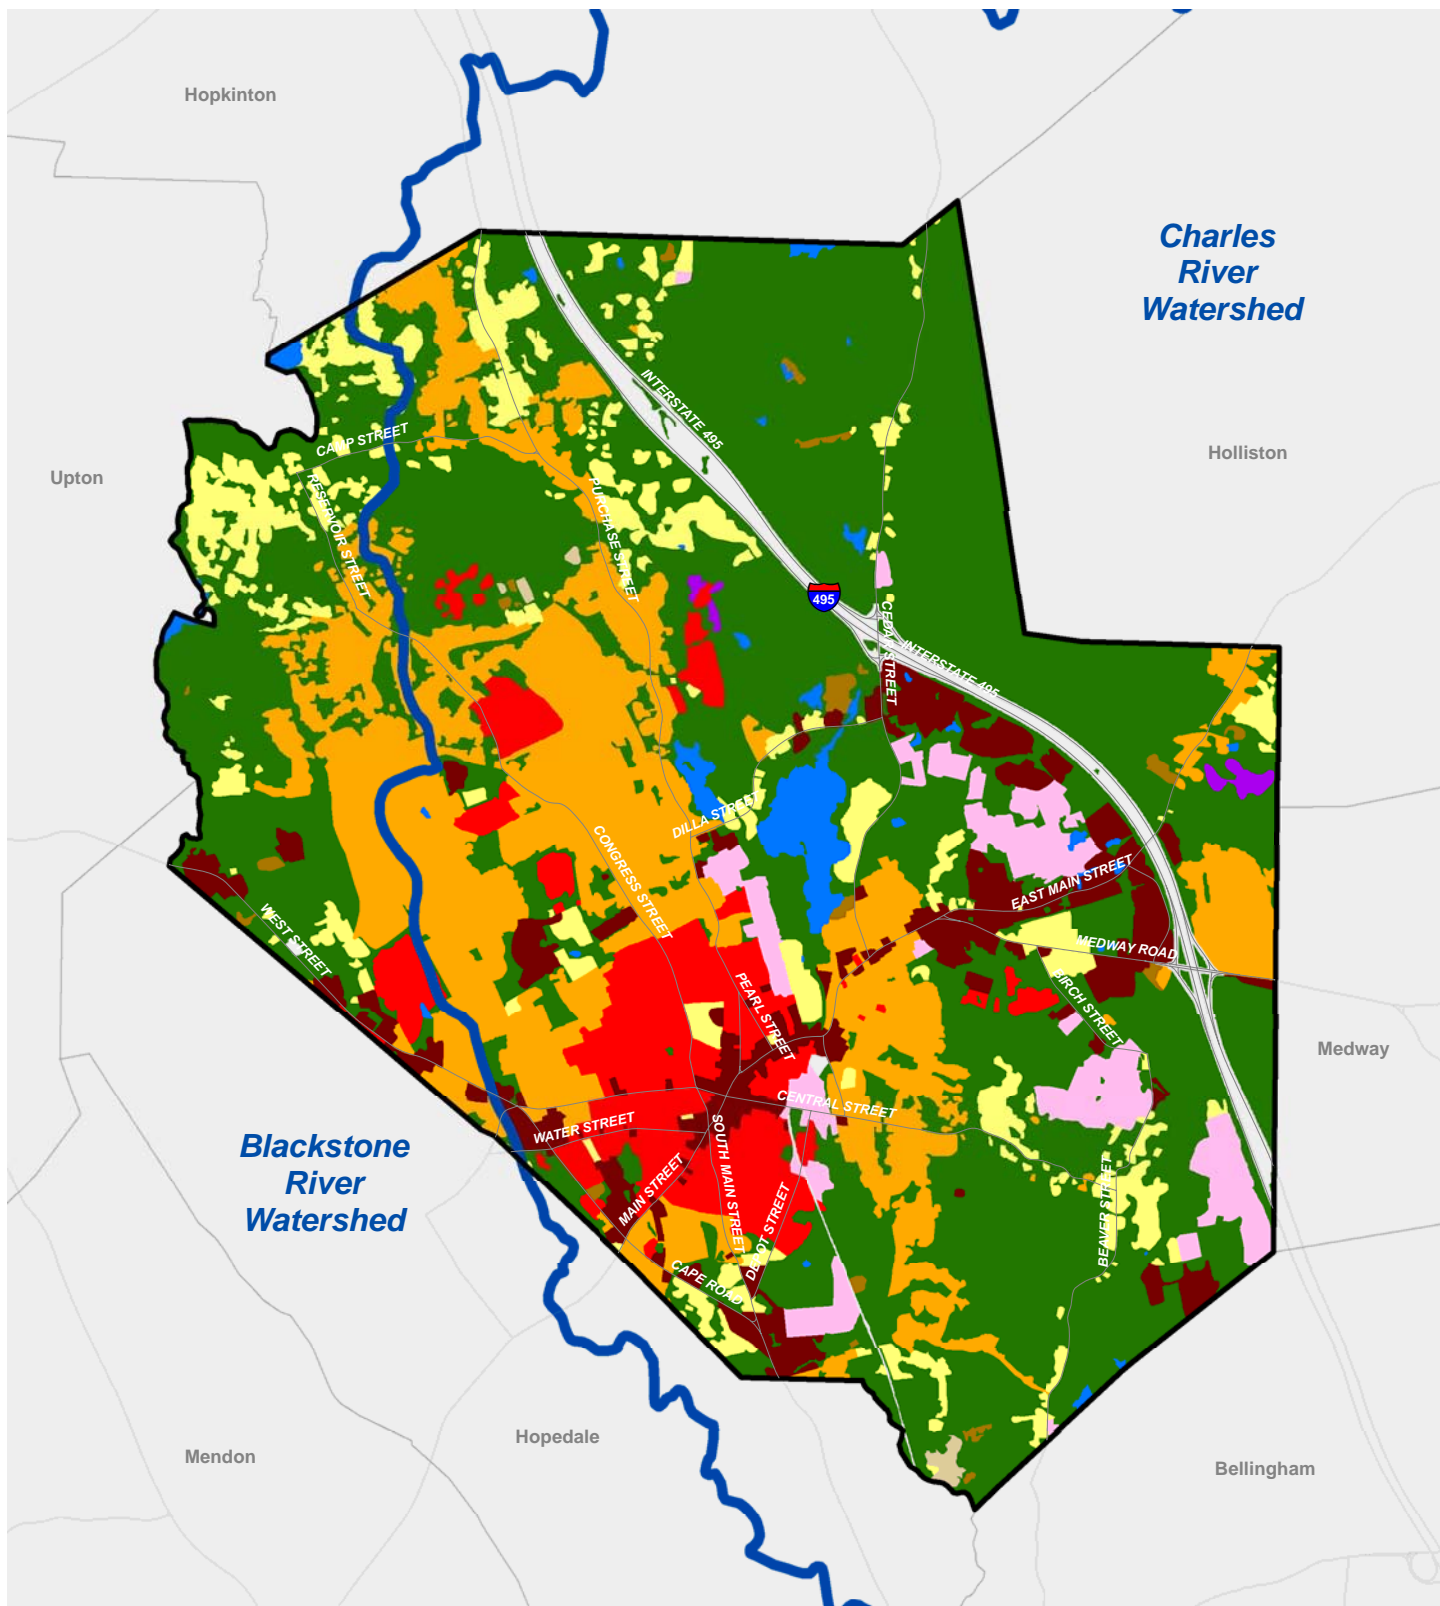 Hopkinton
Charles
River
Watershed
INTERSTATE 495
CAMP STREET
Holliston
Upton
RESERVOIR STREET
PURCHASE STREET
495
CEDAR STREET
INTERSTATE 495
DILLA STREET
CONGRESS STREET
EAST MAIN STREET
WEST STREET
MEDWAY ROAD
PEARL STREET
BIRCH STREET
Medway
CENTRAL STREET
WATER STREET
SOUTH MAIN STREET
Blackstone
River
Watershed
MAIN STREET
DEPOT STREET
BEAVER STREET
CAPE ROAD
Hopedale
Mendon
Bellingham